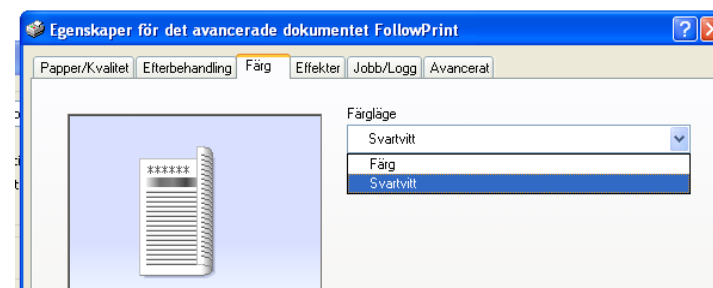 Egenskaper för det avancerade dokumentet FollowPrint
Papper/Kvalitet Efterbehandling Färg Effekter Jobb/Logg Avancerat
Färgläge
Svartvitt
Färg
Svartvitt
******